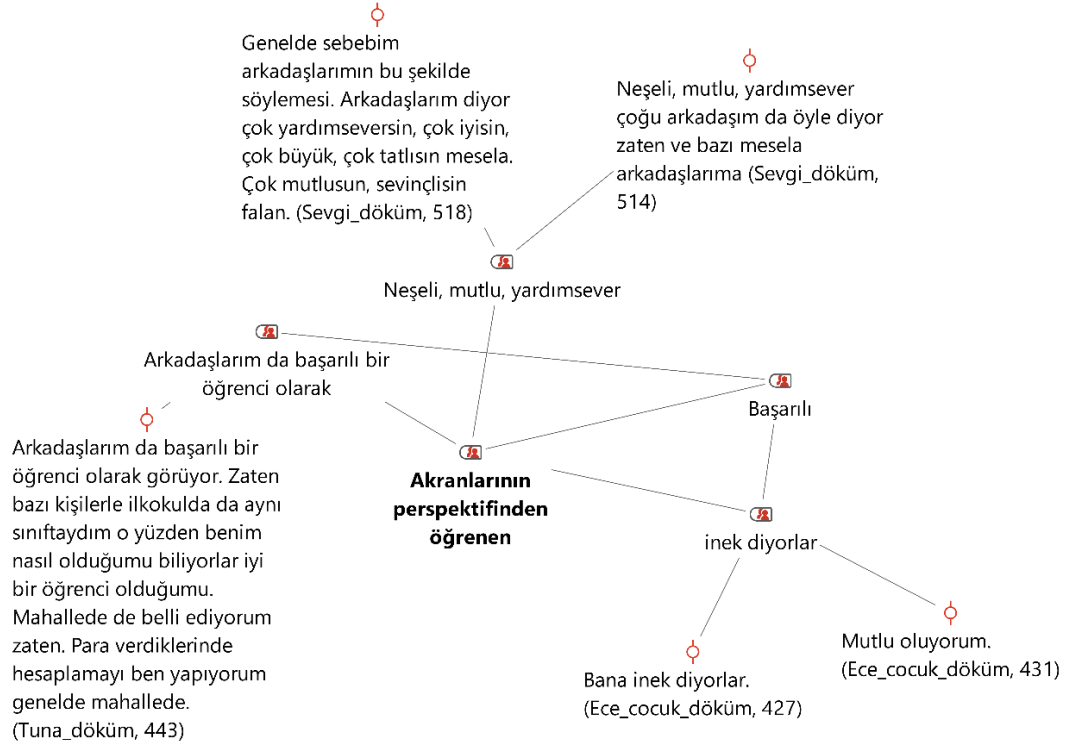 Genelde sebebim
arkadaşlarımın bu şekilde
söylemesi. Arkadaşlarım diyor
çok yardımseversin, çok iyisin,
çok büyük, çok tatlısın mesela.
Çok mutlusun, sevinçlisin
falan. (Sevgi_döküm, 518)
Neşeli, mutlu, yardımsever
çoğu arkadaşım da öyle diyor
zaten ve bazı mesela
arkadaşlarıma (Sevgi_döküm,
514)
Neşeli, mutlu, yardımsever
Arkadaşlarım da başarılı bir
öğrenci olarak
Başarılı
Akranlarının
perspektifinden
öğrenen
Arkadaşlarım da başarılı bir
öğrenci olarak görüyor. Zaten
bazı kişilerle ilkokulda da aynı
sınıftaydım o yüzden benim
nasıl olduğumu biliyorlar iyi
bir öğrenci olduğumu.
Mahallede de belli ediyorum
zaten. Para verdiklerinde
hesaplamayı ben yapıyorum
genelde mahallede.
(Tuna_döküm, 443)
inek diyorlar
Bana inek diyorlar.
(Ece_cocuk_döküm, 427)
Mutlu oluyorum.
(Ece_cocuk_döküm, 431)